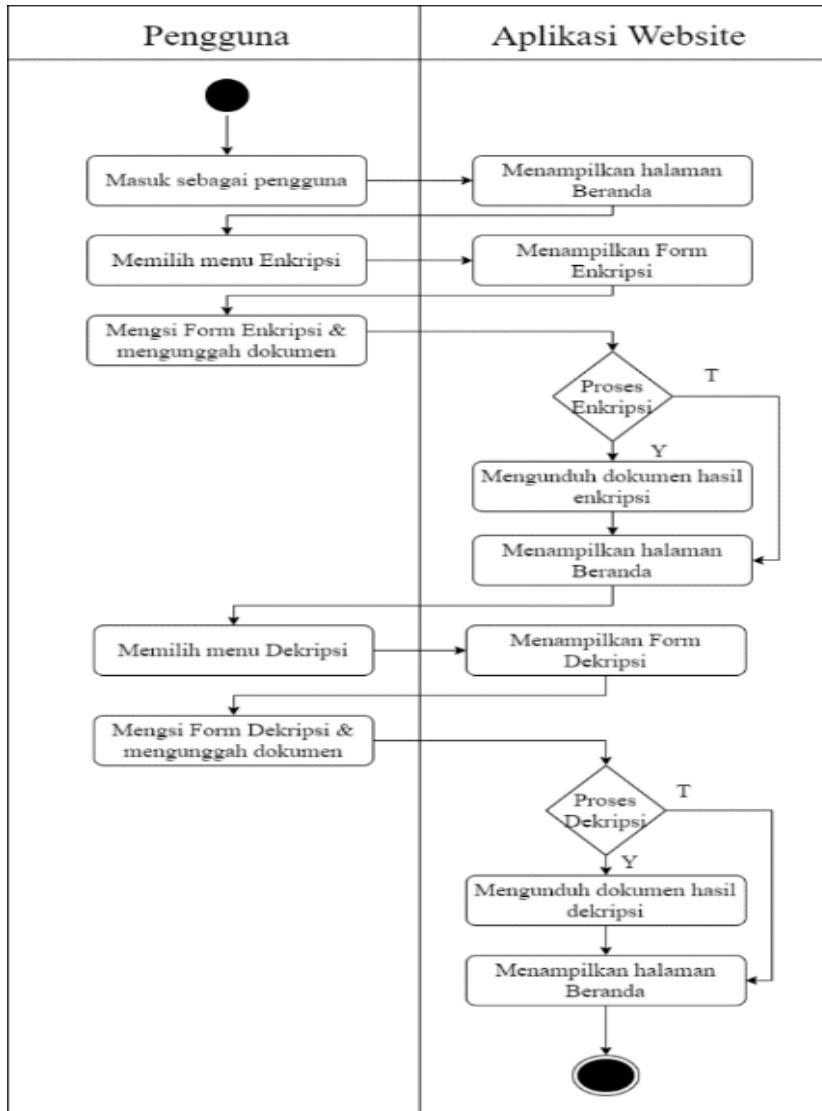 Pengguna
Aplikasi Website
Masuk sebagai pengguna
Menampilkan halaman
Beranda
Memilih menu Enkripsi
Menampilkan Form
Enkripsi
Mengsi Form Enkripsi &
mengunggah dokumen
Proses
Enkripsi
T
Y
Mengunduh dokumen hasil
enkripsi
Menampilkan halaman
Beranda
Memilih menu Dekripsi
Menampilkan Form
Dekripsi
Mengsi Form Dekripsi &
mengunggah dokumen
Proses
Dekripsi
T
Y
Mengunduh dokumen hasil
dekripsi
Menampilkan halaman
Beranda